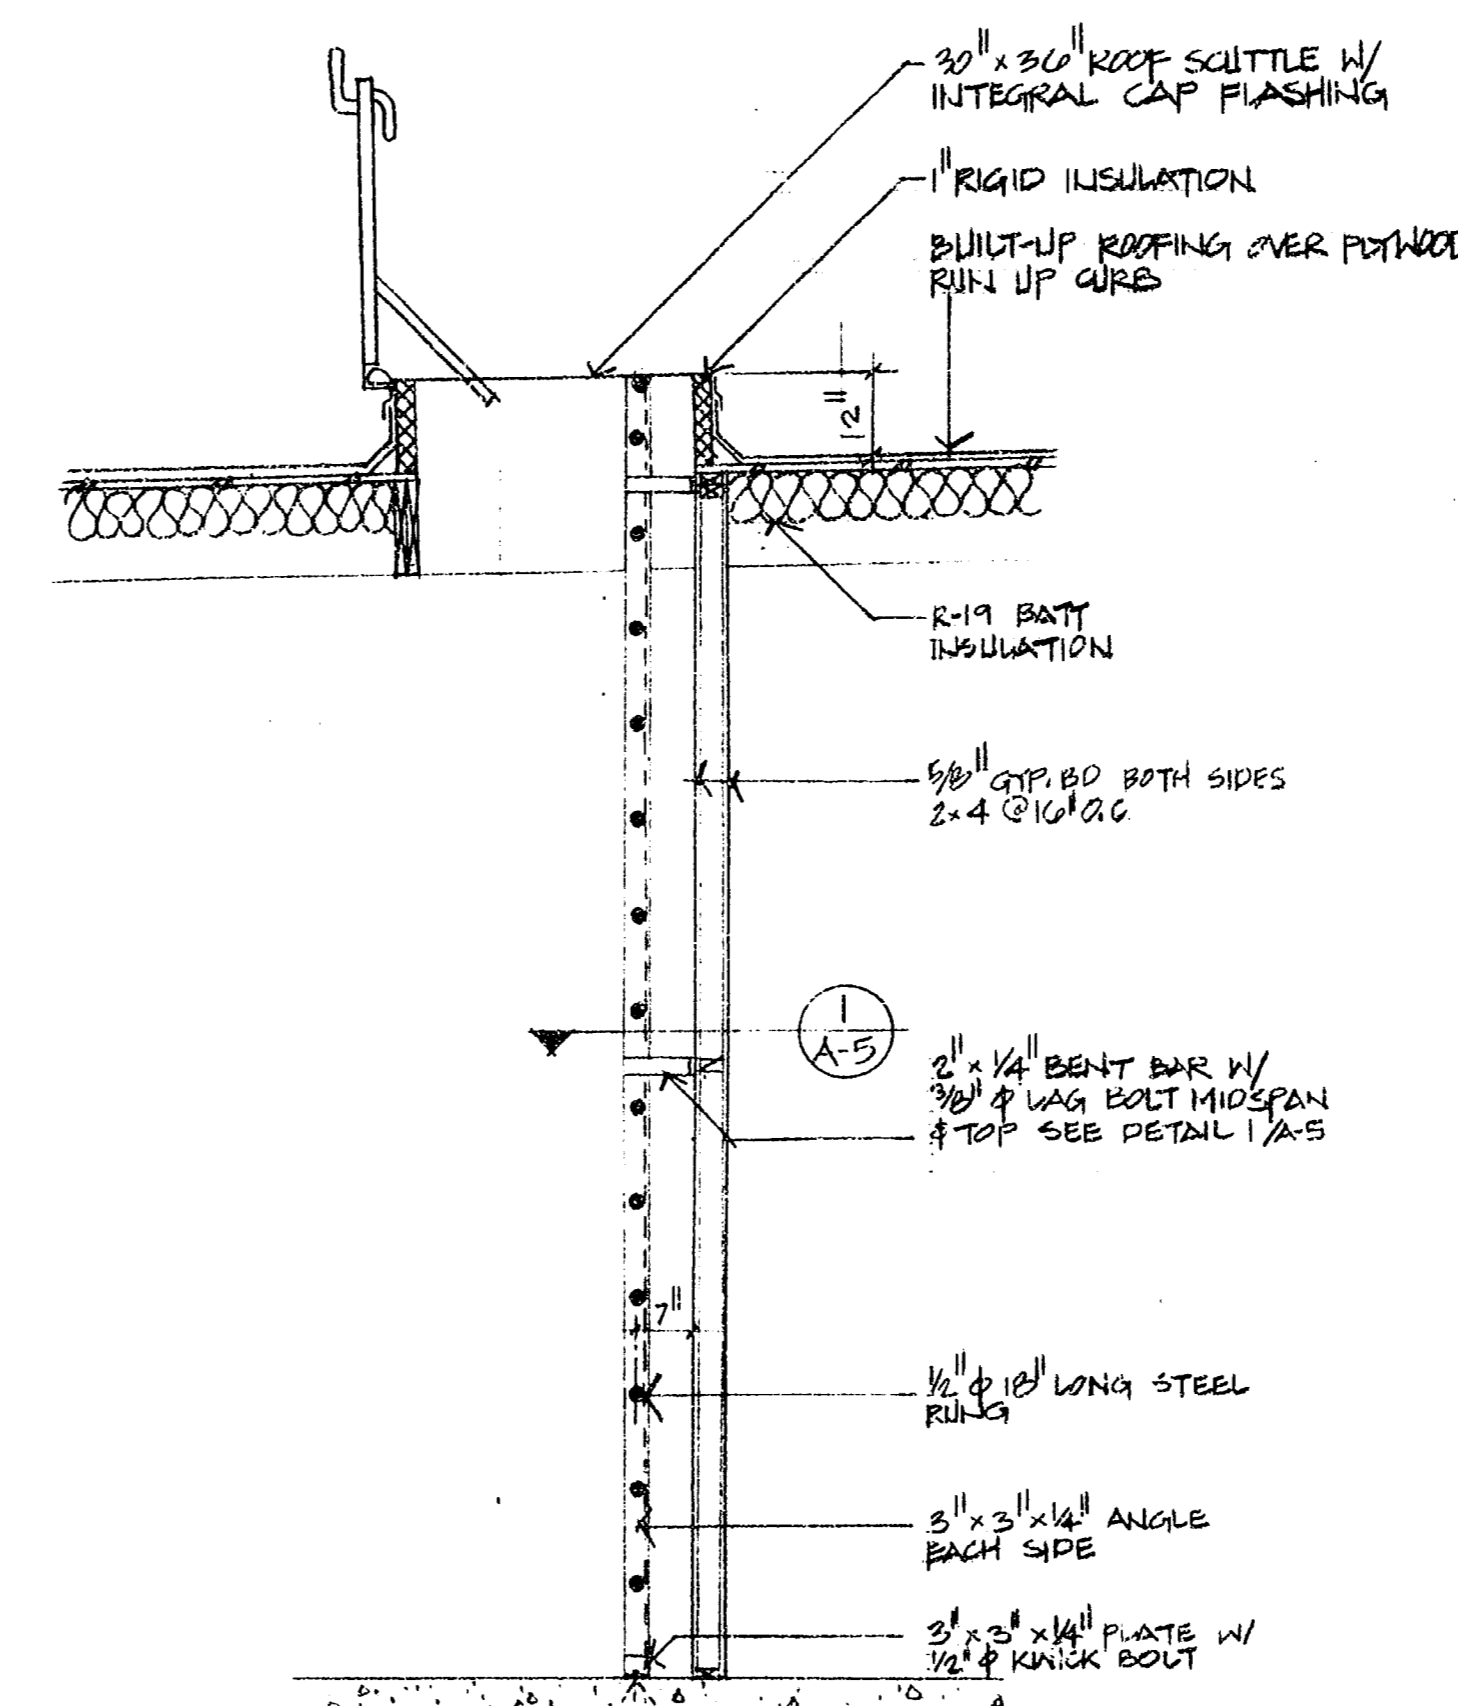 30" x 36" ROOF SCUTTLE W/
INTEGRAL CAP FLASHING
1" RIGID INSULATION
BUILT-UP ROOFING OVER PLYWOOD
RUN UP CURB
12"
R-19 BATT
INSULATION
5/8" GYP. BD BOTH SIDES
2x4 @ 16" O.C.
1
A-5
2" x 1/4" BENT BAR W/
3/8" φ LAG BOLT MIDSPAN
& TOP SEE DETAIL 1/A-5
7"
1/2" φ 18" LONG STEEL
RUNG
3" x 3" x 1/4" ANGLE
EACH SIDE
3" x 3" x 1/4" PLATE W/
1/2" φ KWICK BOLT